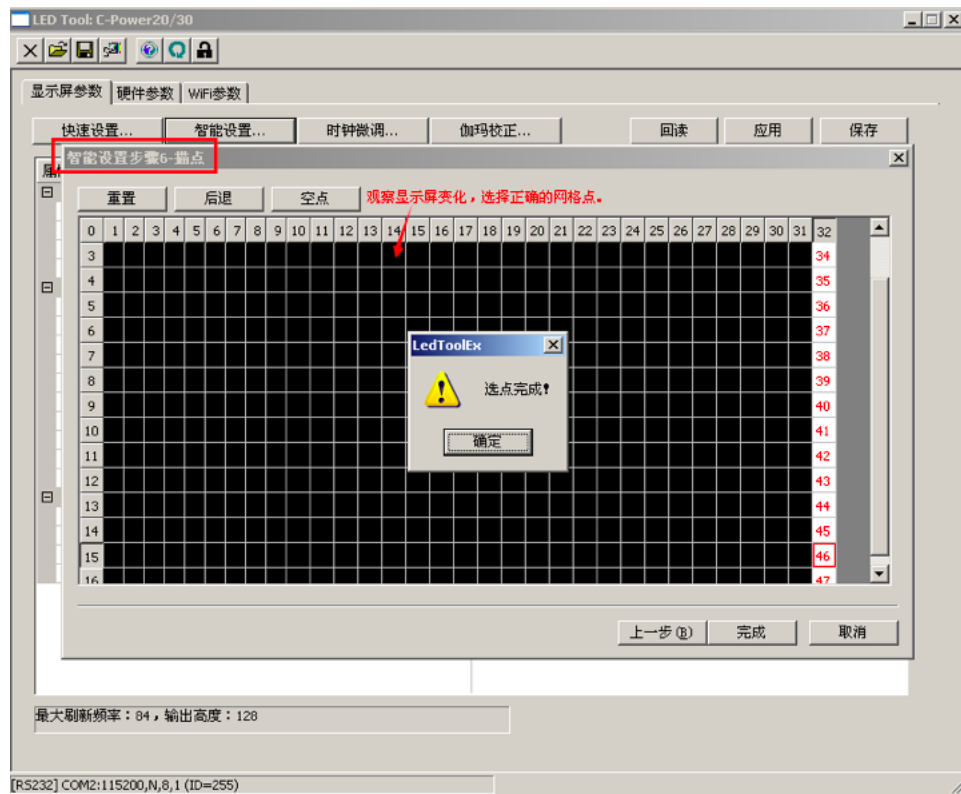 LED Tool: C-Power20/30
显示屏参数 硬件参数 WiFi参数
快速设置... 智能设置... 时钟微调... 伽玛校正... 回读 应用 保存
智能设置步骤6-描点
重置 后退 空点 观察显示屏变化，选择正确的网格点。
0 1 2 3 4 5 6 7 8 9 10 11 12 13 14 15 16 17 18 19 20 21 22 23 24 25 26 27 28 29 30 31 32
3 34
4 35
5 36
6 37
7 38
8 39
9 40
10 41
11 42
12 43
13 44
14 45
15 46
16 47
LedToolEx
选点完成！
确定
上一步(B) 完成 取消
最大刷新频率：84，输出高度：128
[RS232] COM2:115200,N,8,1 (ID=255)